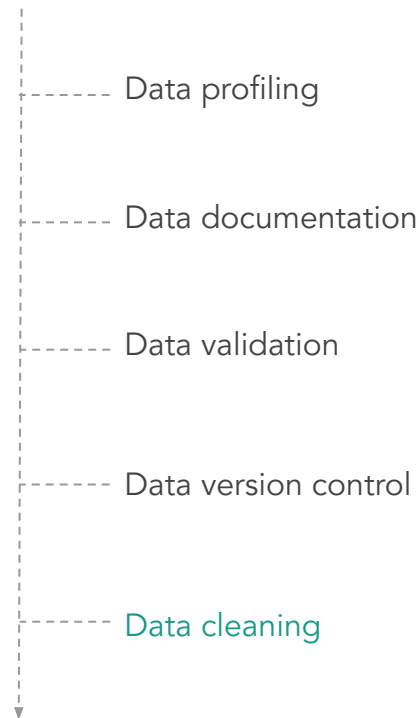 Data profiling
Data documentation
Data validation
Data version control
Data cleaning